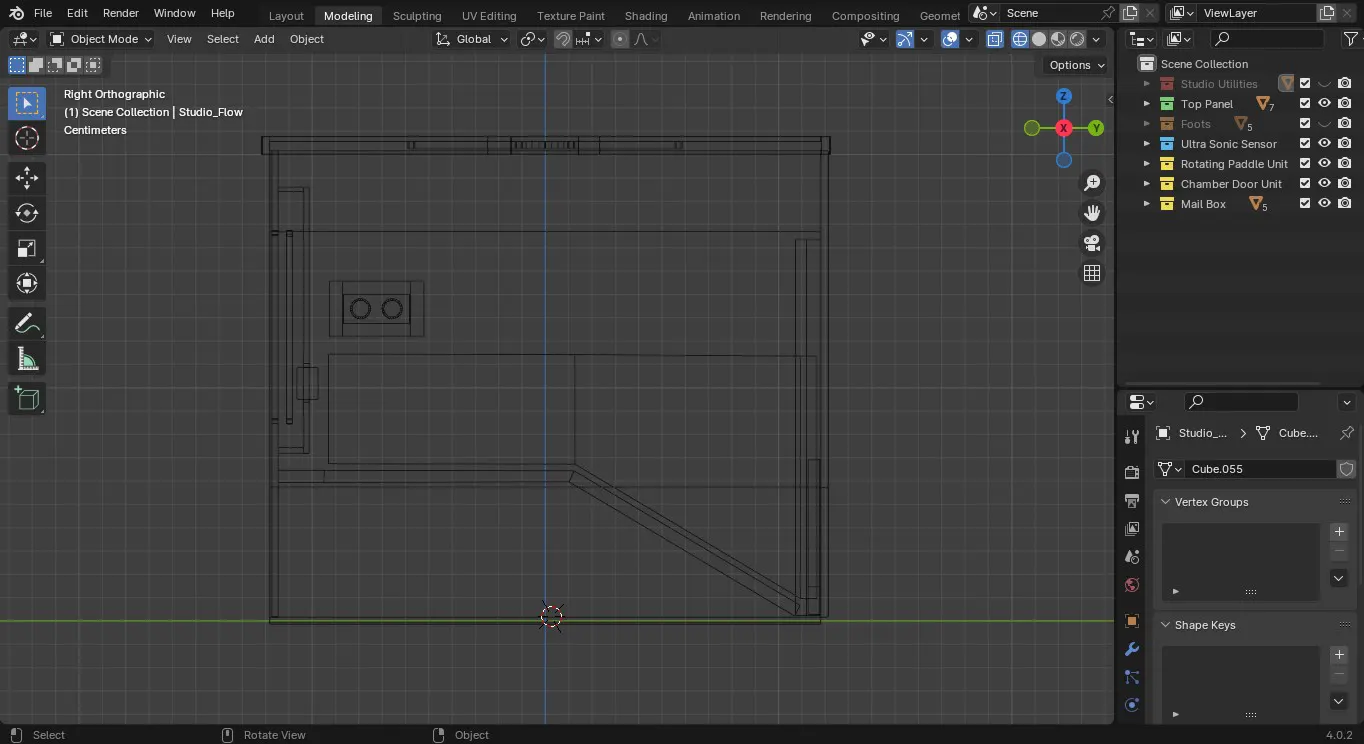 File Edit Render Window Help Layout Modeling Sculpting UV Editing Texture Paint Shading Animation Rendering Compositing Geomet Scene ViewLayer
Object Mode View Select Add Object Global
Options
Right Orthographic
(1) Scene Collection | Studio_Flow
Centimeters
Z
X
Y
Scene Collection
Studio Utilities
Top Panel 7
Foots 5
Ultra Sonic Sensor
Rotating Paddle Unit
Chamber Door Unit
Mail Box 5
Studio_... Cube....
Cube.055
Vertex Groups
Shape Keys
Select Rotate View Object 4.0.2